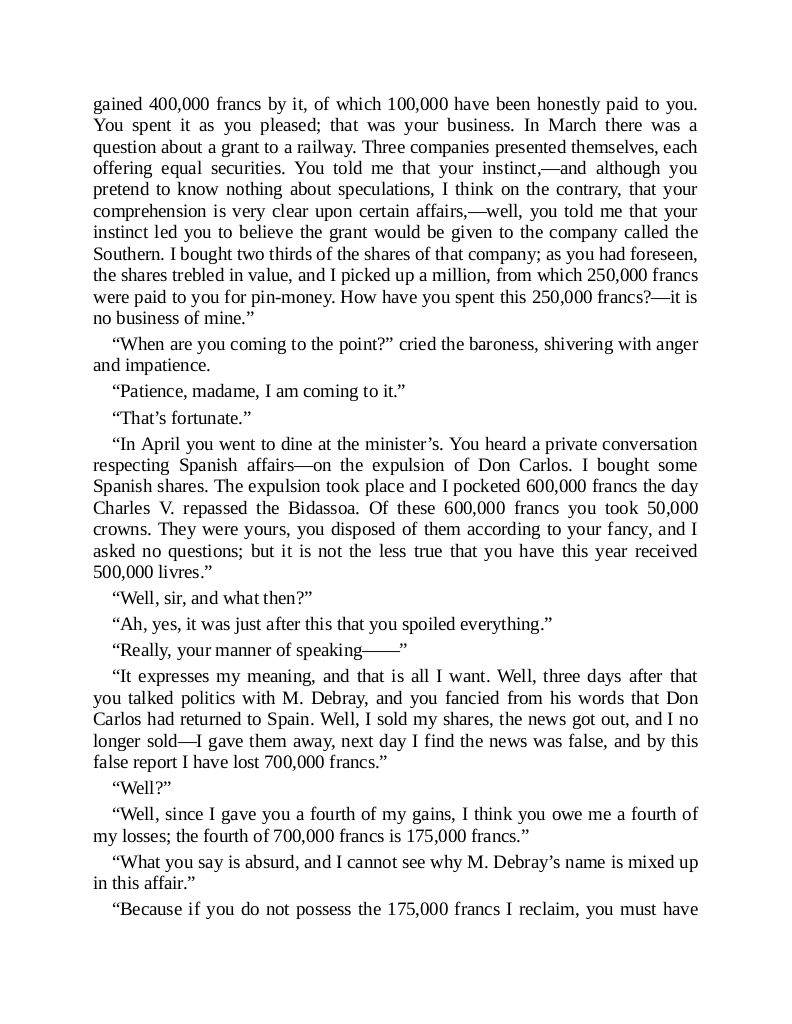 gained 400,000 francs by it, of which 100,000 have been honestly paid to you.
You spent it as you pleased; that was your business. In March there was a
question about a grant to a railway. Three companies presented themselves, each
offering equal securities. You told me that your instinct,—and although you
pretend to know nothing about speculations, I think on the contrary, that your
comprehension is very clear upon certain affairs,—well, you told me that your
instinct led you to believe the grant would be given to the company called the
Southern. I bought two thirds of the shares of that company; as you had foreseen,
the shares trebled in value, and I picked up a million, from which 250,000 francs
were paid to you for pin-money. How have you spent this 250,000 francs?—it is
no business of mine.”
“When are you coming to the point?” cried the baroness, shivering with anger
and impatience.
“Patience, madame, I am coming to it.”
“That’s fortunate.”
“In April you went to dine at the minister’s. You heard a private conversation
respecting Spanish affairs—on the expulsion of Don Carlos. I bought some
Spanish shares. The expulsion took place and I pocketed 600,000 francs the day
Charles V. repassed the Bidassoa. Of these 600,000 francs you took 50,000
crowns. They were yours, you disposed of them according to your fancy, and I
asked no questions; but it is not the less true that you have this year received
500,000 livres.”
“Well, sir, and what then?”
“Ah, yes, it was just after this that you spoiled everything.”
“Really, your manner of speaking——”
“It expresses my meaning, and that is all I want. Well, three days after that
you talked politics with M. Debray, and you fancied from his words that Don
Carlos had returned to Spain. Well, I sold my shares, the news got out, and I no
longer sold—I gave them away, next day I find the news was false, and by this
false report I have lost 700,000 francs.”
“Well?”
“Well, since I gave you a fourth of my gains, I think you owe me a fourth of
my losses; the fourth of 700,000 francs is 175,000 francs.”
“What you say is absurd, and I cannot see why M. Debray’s name is mixed up
in this affair.”
“Because if you do not possess the 175,000 francs I reclaim, you must have